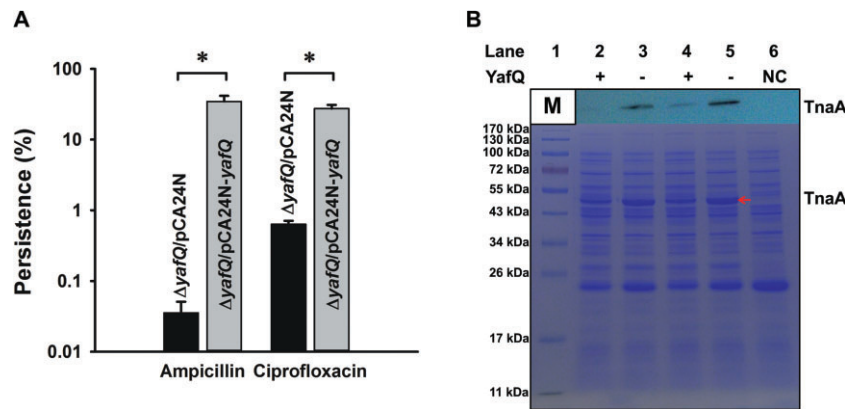 A
Persistence (%)
100
10
1
0.1
0.01
*
*
ΔyafQ/pCA24N
ΔyafQ/pCA24N-yafQ
ΔyafQ/pCA24N
ΔyafQ/pCA24N-yafQ
Ampicillin Ciprofloxacin
B
Lane 1 2 3 4 5 6
YafQ + - + - NC
M
TnaA
170 kDa
130 kDa
100 kDa
72 kDa
55 kDa
43 kDa
34 kDa
26 kDa
17 kDa
11 kDa
TnaA